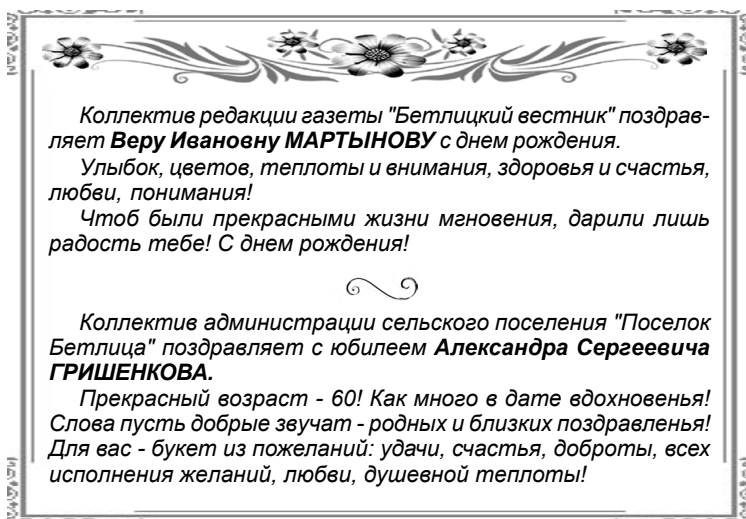 Коллектив редакции газеты "Бетлицкий вестник" поздрав-
ляет Веру Ивановну МАРТЫНОВУ с днем рождения.
Улыбок, цветов, теплоты и внимания, здоровья и счастья,
любви, понимания!
Чтоб были прекрасными жизни мгновения, дарили лишь
радость тебе! С днем рождения!
Коллектив администрации сельского поселения "Поселок
Бетлица" поздравляет с юбилеем Александра Сергеевича
ГРИШЕНКОВА.
Прекрасный возраст - 60! Как много в дате вдохновенья!
Слова пусть добрые звучат - родных и близких поздравленья!
Для вас - букет из пожеланий: удачи, счастья, доброты, всех
исполнения желаний, любви, душевной теплоты!